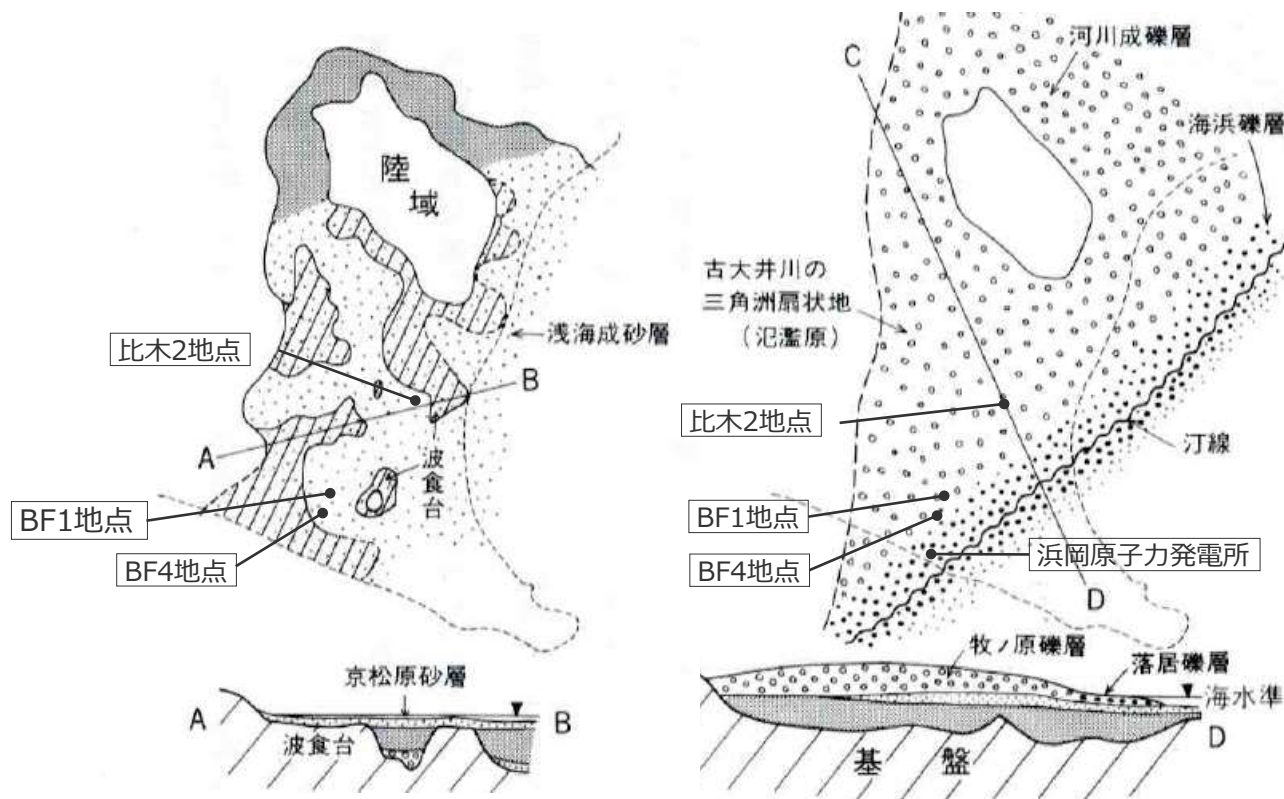 陸域
浅海成砂層
比木2地点
B
A
波食台
BF1地点
BF4地点
京松原砂層
A
B
波食台
河川成礫層
C
海浜礫層
古大井川の
三角洲扇状地
(氾濫原)
比木2地点
汀線
BF1地点
BF4地点
浜岡原子力発電所
D
牧ノ原礫層
落居礫層
海水準
D
基盤